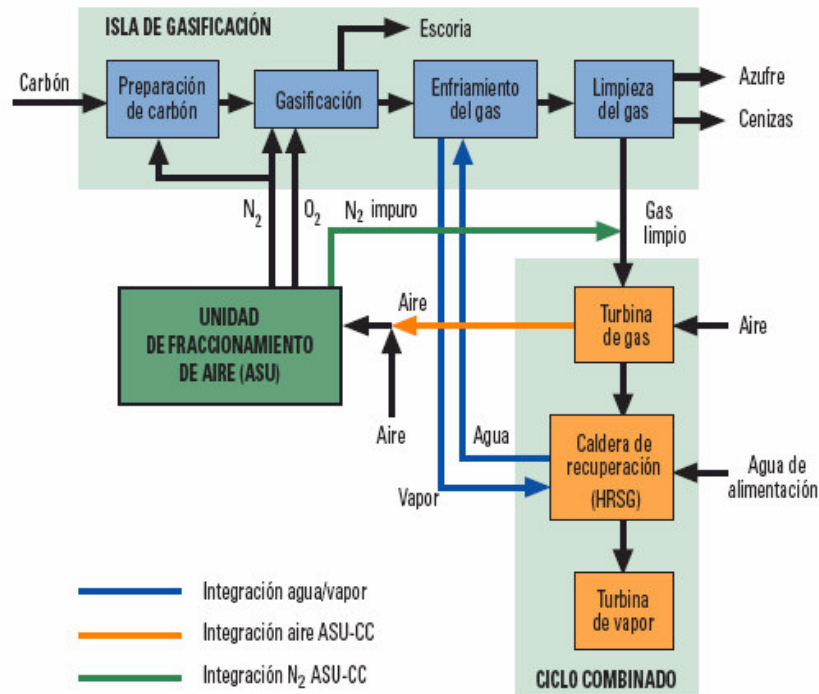 ISLA DE GASIFICACIÓN
Escoria
Carbón
Preparación
de carbón
Gasificación
Enfriamiento
del gas
Limpieza
del gas
Azufre
Cenizas
N2
O2
N2 impuro
Gas
limpio
UNIDAD
DE FRACCIONAMIENTO
DE AIRE (ASU)
Aire
Aire
Turbina
de gas
Aire
Agua
Vapor
Caldera de
recuperación
(HRSG)
Agua de
alimentación
Turbina
de vapor
CICLO COMBINADO
Integración agua/vapor
Integración aire ASU-CC
Integración N2 ASU-CC